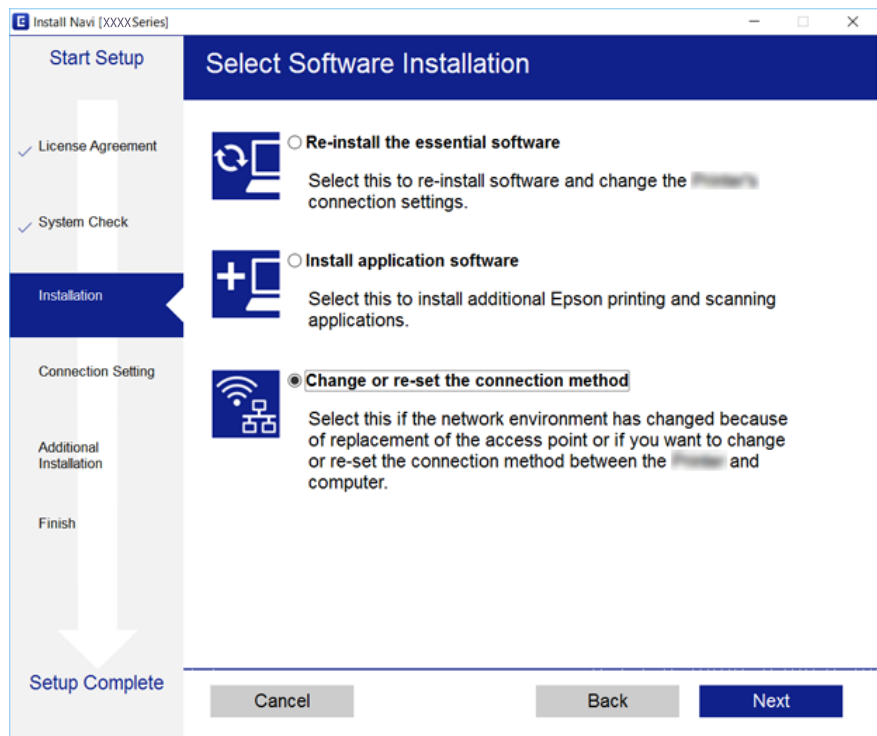 E Install Navi [XXXXSeries]
Start Setup
Select Software Installation
License Agreement
System Check
Installation
Connection Setting
Additional
Installation
Finish
Setup Complete
Re-install the essential software
Select this to re-install software and change the
connection settings.
Install application software
Select this to install additional Epson printing and scanning
applications.
Change or re-set the connection method
Select this if the network environment has changed because
of replacement of the access point or if you want to change
or re-set the connection method between the and
computer.
Cancel
Back
Next